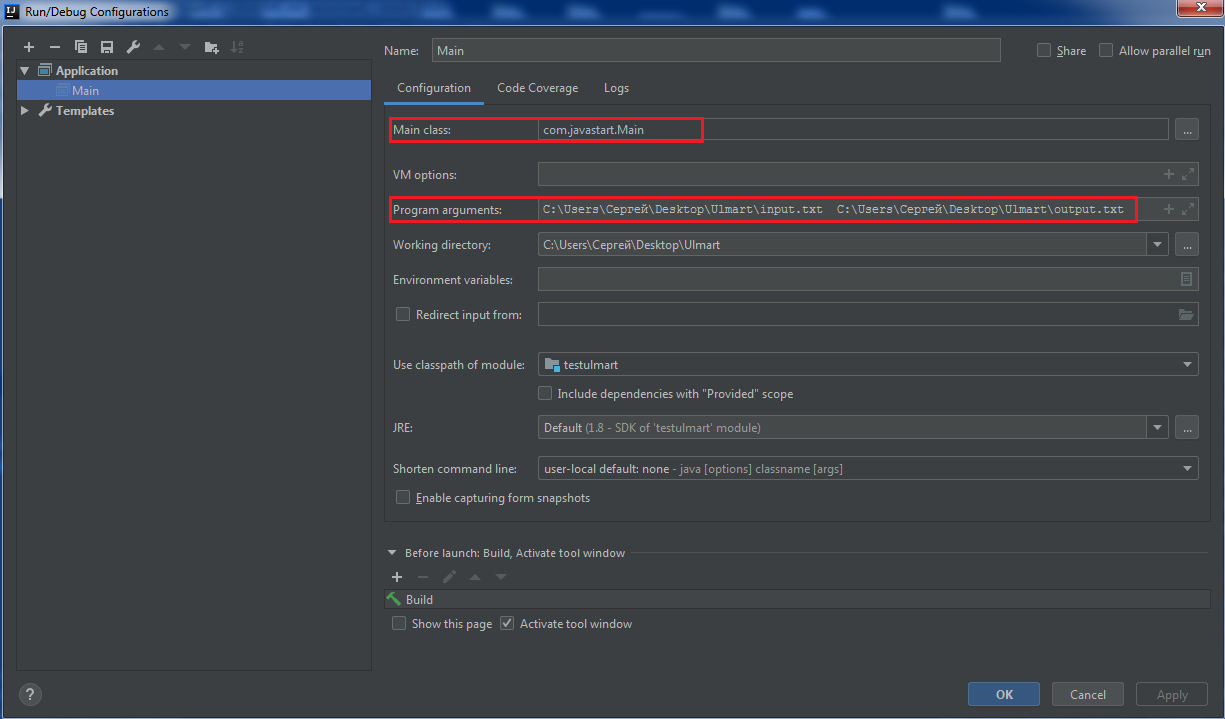 Run/Debug Configurations
Application
Main
Templates
Name: Main
Share
Allow parallel run
Configuration Code Coverage Logs
Main class: com.javastart.Main
VM options:
Program arguments: C:\Users\Сергей\Desktop\Ulmart\input.txt C:\Users\Сергей\Desktop\Ulmart\output.txt
Working directory: C:\Users\Сергей\Desktop\Ulmart
Environment variables:
Redirect input from:
Use classpath of module: testulmart
Include dependencies with "Provided" scope
JRE: Default (1.8 - SDK of 'testulmart' module)
Shorten command line: user-local default: none - java [options] classname [args]
Enable capturing form snapshots
Before launch: Build, Activate tool window
Build
Show this page Activate tool window
? OK Cancel Apply